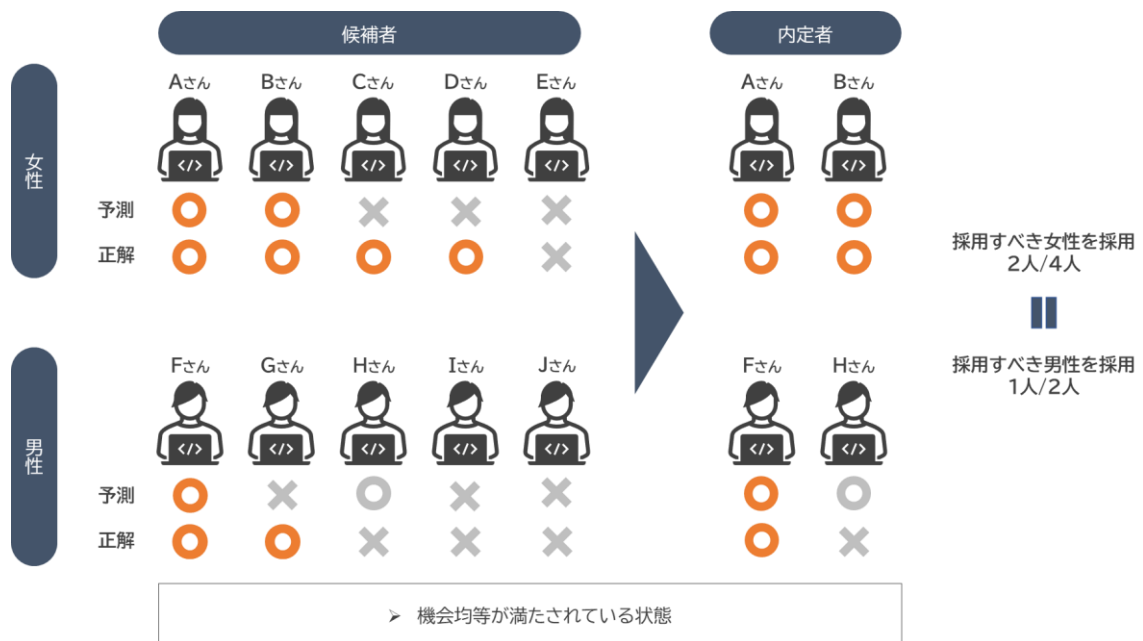 候補者
内定者
女性
Aさん Bさん Cさん Dさん Eさん
Aさん Bさん
</> </> </> </> </>
</> </>
予測
正解
採用すべき女性を採用
2人/4人
男性
Fさん Gさん Hさん Iさん Jさん
Fさん Hさん
</> </> </> </> </>
</> </>
予測
正解
採用すべき男性を採用
1人/2人
➢ 機会均等が満たされている状態